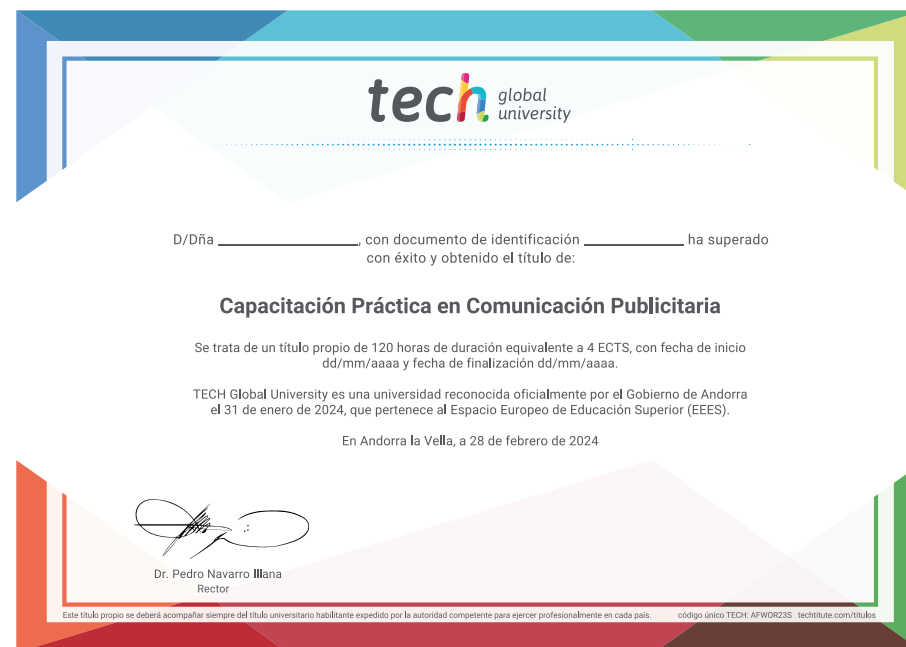 tech global university
D/Dña ____________________, con documento de identificación ______________ ha superado
con éxito y obtenido el título de:
Capacitación Práctica en Comunicación Publicitaria
Se trata de un título propio de 120 horas de duración equivalente a 4 ECTS, con fecha de inicio
dd/mm/aaaa y fecha de finalización dd/mm/aaaa.
TECH Global University es una universidad reconocida oficialmente por el Gobierno de Andorra
el 31 de enero de 2024, que pertenece al Espacio Europeo de Educación Superior (EEES).
En Andorra la Vella, a 28 de febrero de 2024
Dr. Pedro Navarro Illana
Rector
Este título propio se deberá acompañar siempre del título universitario habilitante expedido por la autoridad competente para ejercer profesionalmente en cada país. código único TECH: AFWOR23S techtitute.com/titulos